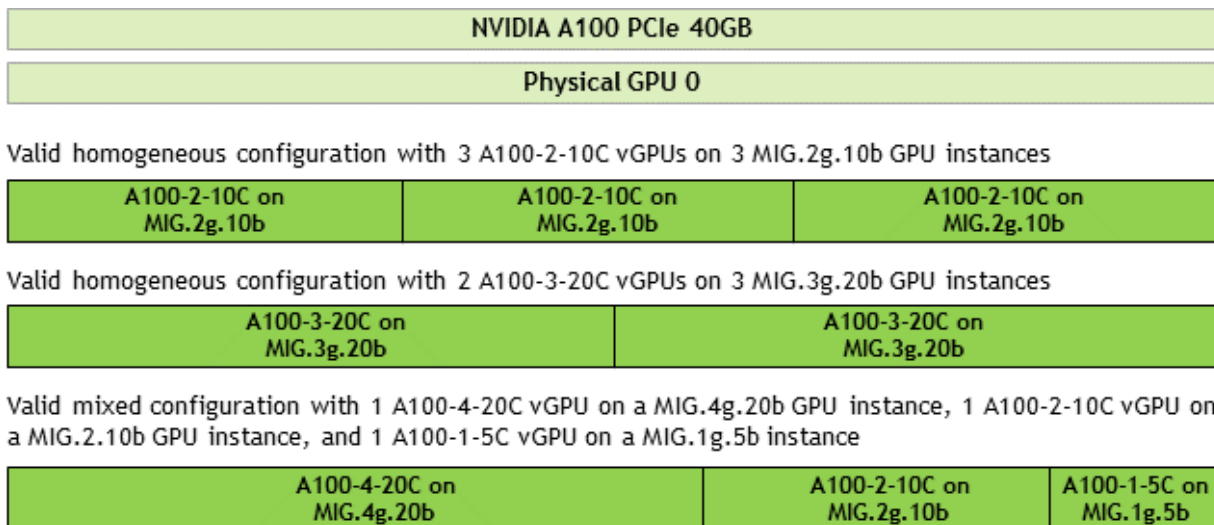 NVIDIA A100 PCIe 40GB
Physical GPU 0
Valid homogeneous configuration with 3 A100-2-10C vGPUs on 3 MIG.2g.10b GPU instances
A100-2-10C on A100-2-10C on A100-2-10C on
MIG.2g.10b MIG.2g.10b MIG.2g.10b
Valid homogeneous configuration with 2 A100-3-20C vGPUs on 3 MIG.3g.20b GPU instances
A100-3-20C on A100-3-20C on
MIG.3g.20b MIG.3g.20b
Valid mixed configuration with 1 A100-4-20C vGPU on a MIG.4g.20b GPU instance, 1 A100-2-10C vGPU on
a MIG.2.10b GPU instance, and 1 A100-1-5C vGPU on a MIG.1g.5b instance
A100-4-20C on A100-2-10C on A100-1-5C on
MIG.4g.20b MIG.2g.10b MIG.1g.5b